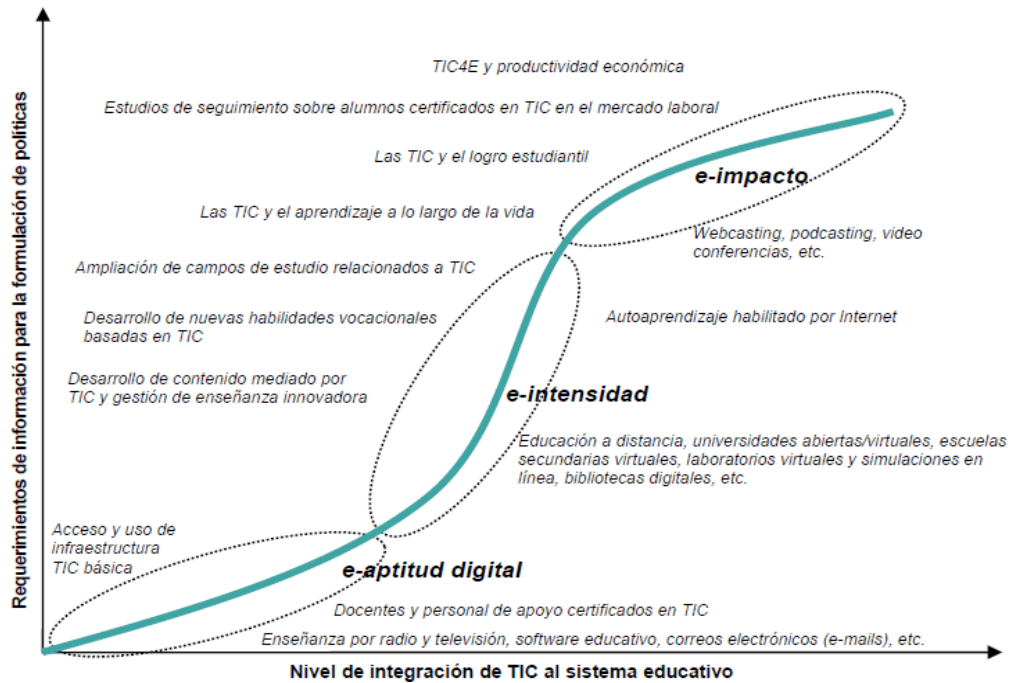 Requerimientos de información para la formulación de políticas
TIC4E y productividad económica
Estudios de seguimiento sobre alumnos certificados en TIC en el mercado laboral
Las TIC y el logro estudiantil
e-impacto
Las TIC y el aprendizaje a lo largo de la vida
Webcasting, podcasting, video
conferencias, etc.
Ampliación de campos de estudio relacionados a TIC
Desarrollo de nuevas habilidades vocacionales
basadas en TIC
Autoaprendizaje habilitado por Internet
Desarrollo de contenido mediado por
TIC y gestión de enseñanza innovadora
e-intensidad
Educación a distancia, universidades abiertas/virtuales, escuelas
secundarias virtuales, laboratorios virtuales y simulaciones en
línea, bibliotecas digitales, etc.
Acceso y uso de
infraestructura
TIC básica
e-aptitud digital
Docentes y personal de apoyo certificados en TIC
Enseñanza por radio y televisión, software educativo, correos electrónicos (e-mails), etc.
Nivel de integración de TIC al sistema educativo